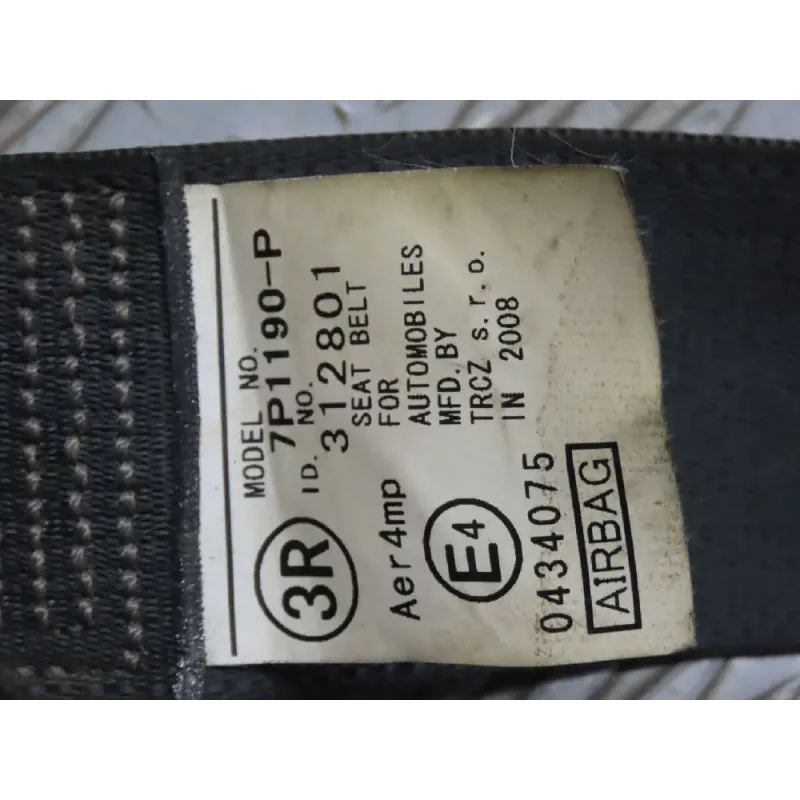 MODEL NO.
7P1190-P
ID. NO.
312801
SEAT BELT
FOR
AUTOMOBILES
MFD. BY
TRCZ s.r.o.
IN 2008
3R
Aer4mp
E4
0434075
AIRBAG